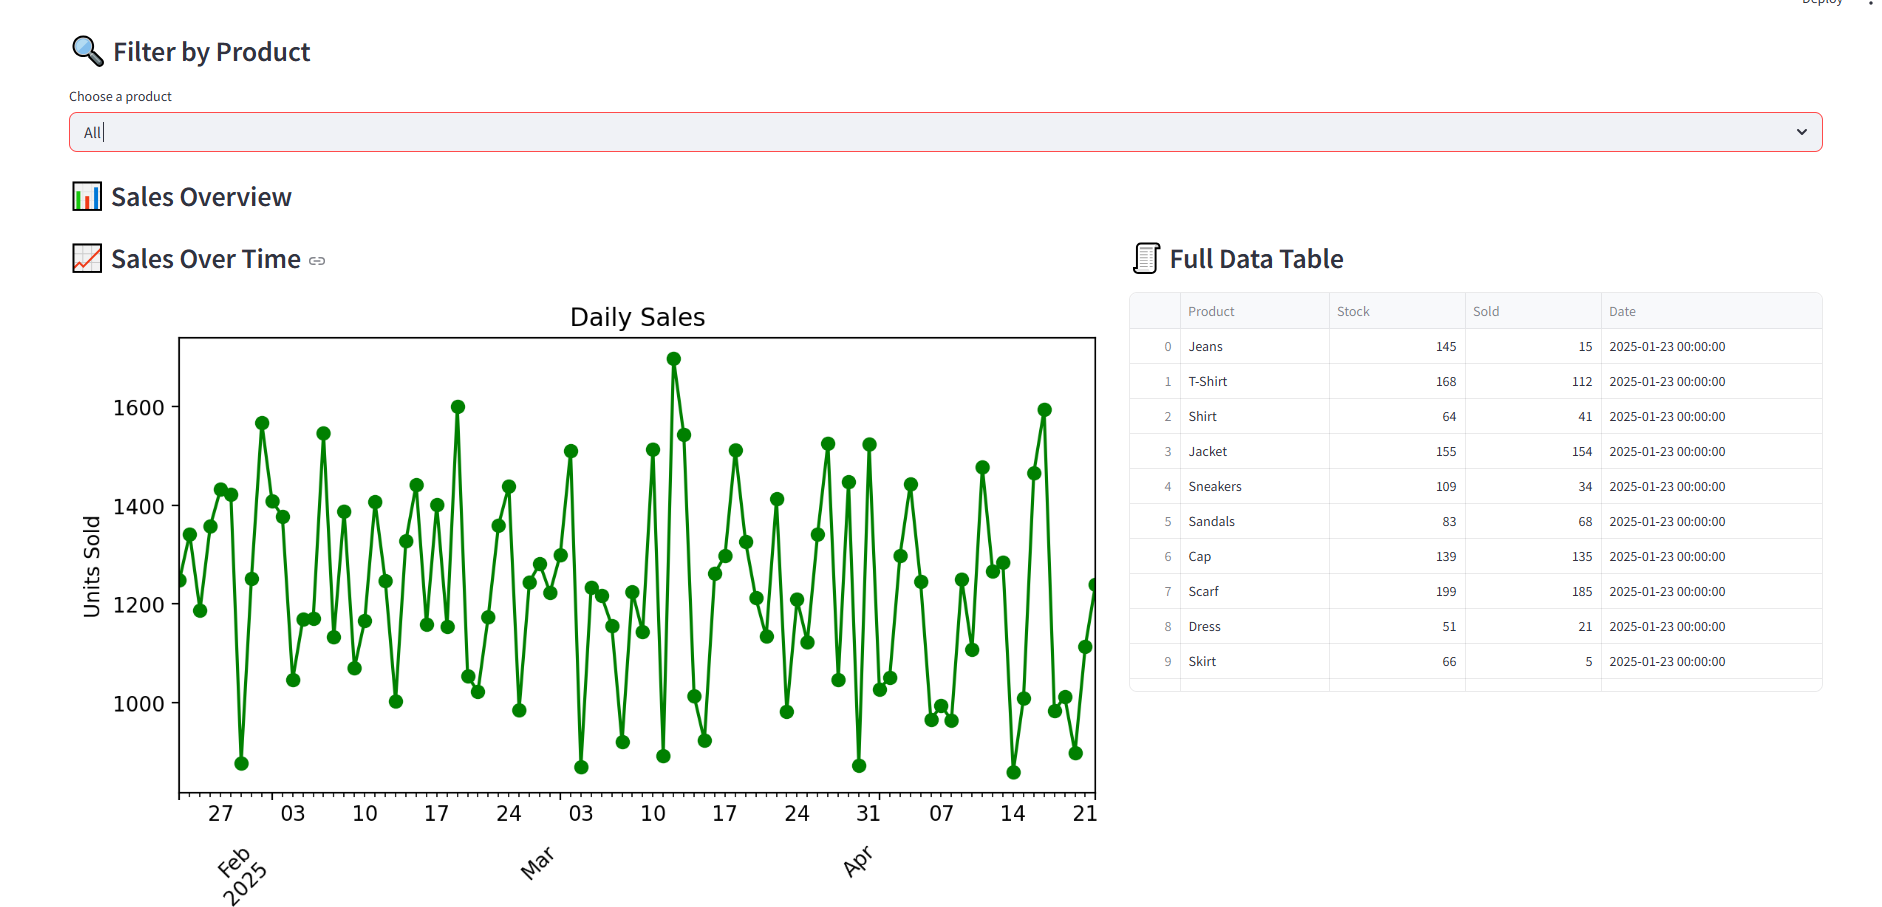 Deploy
Filter by Product
Choose a product
All
Sales Overview
Sales Over Time
Daily Sales
Units Sold
1600
1400
1200
1000
27 03 10 17 24 03 10 17 24 31 07 14 21
Feb
2025
Mar
Apr
Full Data Table
Product Stock Sold Date
0 Jeans 145 15 2025-01-23 00:00:00
1 T-Shirt 168 112 2025-01-23 00:00:00
2 Shirt 64 41 2025-01-23 00:00:00
3 Jacket 155 154 2025-01-23 00:00:00
4 Sneakers 109 34 2025-01-23 00:00:00
5 Sandals 83 68 2025-01-23 00:00:00
6 Cap 139 135 2025-01-23 00:00:00
7 Scarf 199 185 2025-01-23 00:00:00
8 Dress 51 21 2025-01-23 00:00:00
9 Skirt 66 5 2025-01-23 00:00:00